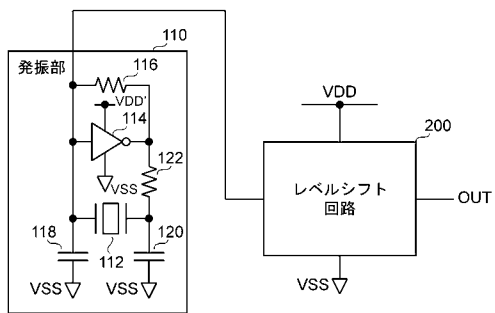 110
発振部
116
VDD'
114
VSS
122
118
120
112
VSS
VSS
VDD
200
レベルシフト
回路
OUT
VSS